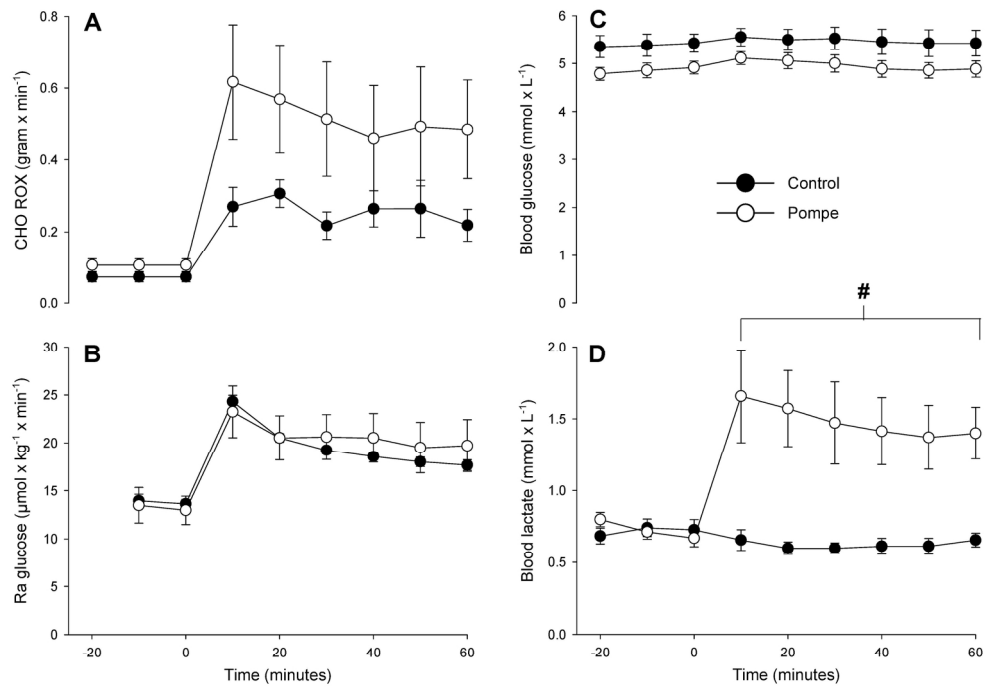 A
CHO ROX (gram x min⁻¹)
0.8
0.6
0.4
0.2
0.0
C
Blood glucose (mmol x L⁻¹)
6
5
4
3
2
1
0
Control
Pompe
B
Ra glucose (µmol x kg⁻¹ x min⁻¹)
30
25
20
15
10
5
0
-20 0 20 40 60
Time (minutes)
#
D
Blood lactate (mmol x L⁻¹)
2.0
1.5
1.0
0.5
0.0
-20 0 20 40 60
Time (minutes)